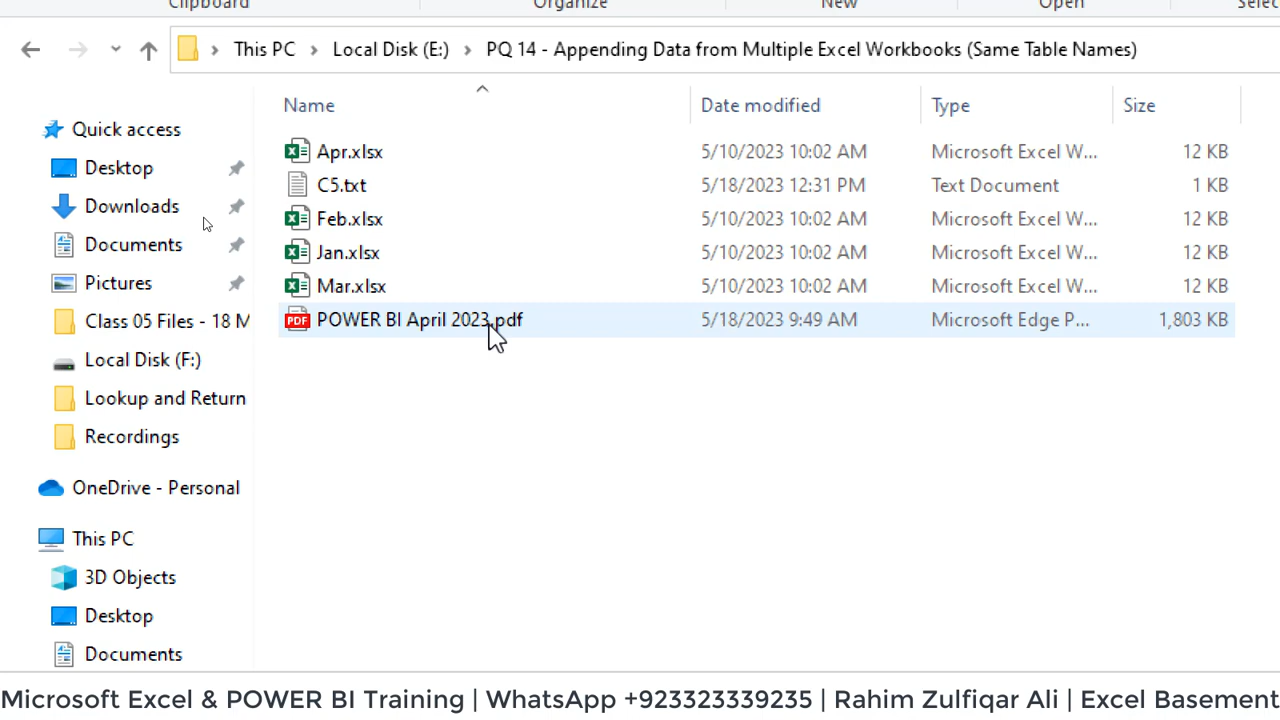 Clipboard Organize New Open Selec
This PC Local Disk (E:) PQ 14 - Appending Data from Multiple Excel Workbooks (Same Table Names)
Name Date modified Type Size
Quick access
Desktop
Downloads
Documents
Pictures
Class 05 Files - 18 M
Local Disk (F:)
Lookup and Return
Recordings
OneDrive - Personal
This PC
3D Objects
Desktop
Documents
Apr.xlsx 5/10/2023 10:02 AM Microsoft Excel W... 12 KB
C5.txt 5/18/2023 12:31 PM Text Document 1 KB
Feb.xlsx 5/10/2023 10:02 AM Microsoft Excel W... 12 KB
Jan.xlsx 5/10/2023 10:02 AM Microsoft Excel W... 12 KB
Mar.xlsx 5/10/2023 10:02 AM Microsoft Excel W... 12 KB
PDF POWER BI April 2023.pdf 5/18/2023 9:49 AM Microsoft Edge P... 1,803 KB
Microsoft Excel & POWER BI Training | WhatsApp +923323339235 | Rahim Zulfiqar Ali | Excel Basement